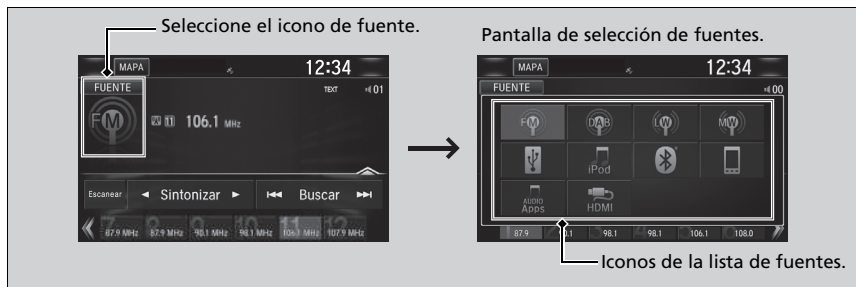 Seleccione el icono de fuente.
MAPA
12:34
FUENTE
TEXT
01
FM
11
106.1 MHz
Escanear
Sintonizar
Buscar
87.9 MHz
87.9 MHz
90.1 MHz
98.1 MHz
106.1 MHz
107.9 MHz
Pantalla de selección de fuentes.
MAPA
12:34
FUENTE
00
FM
DAB
LW
MW
iPod
AUDIO
Apps
HDMI
87.9
98.1
98.1
106.1
108.0
Iconos de la lista de fuentes.